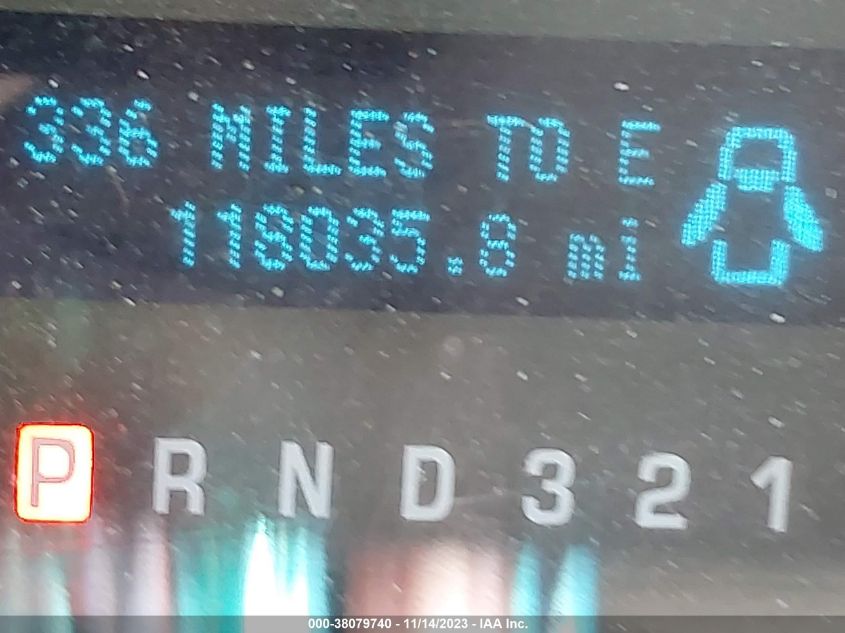 336 MILES TO E
118035.8 mi
P R N D 3 2 1
000-38079740 - 11/14/2023 - IAA Inc.